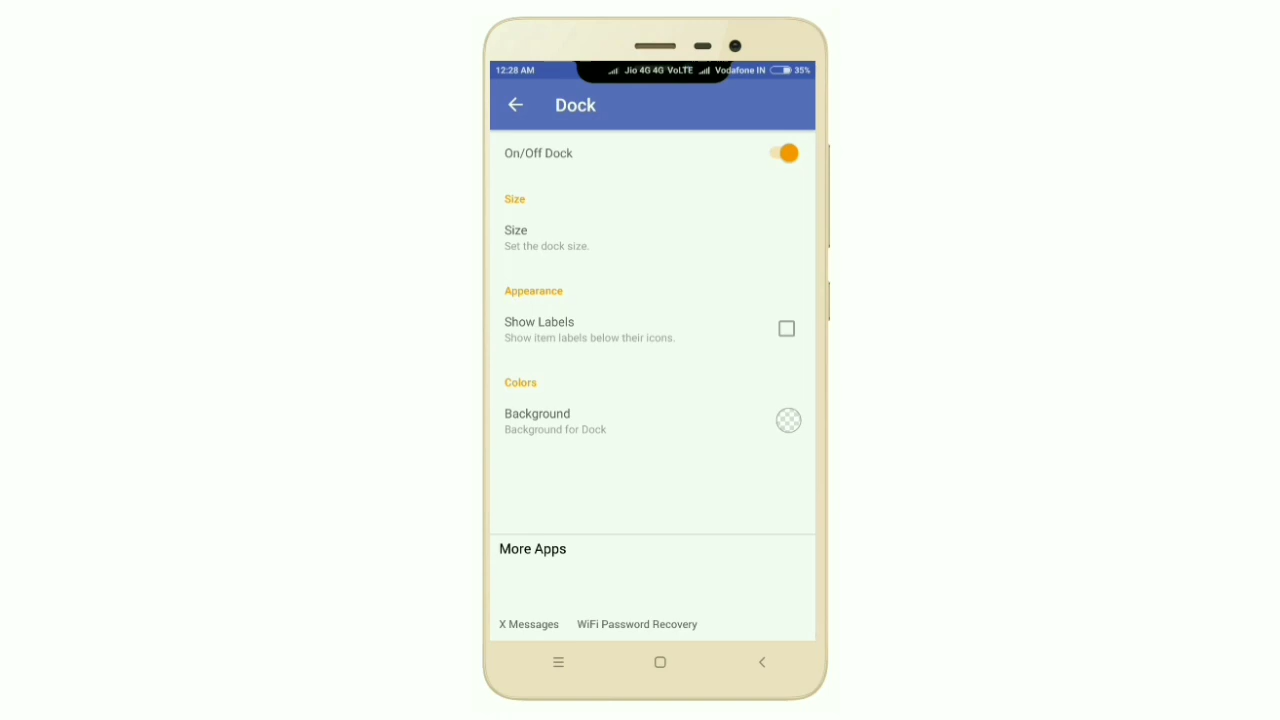 12:28 AM Jio 4G 4G VoLTE Vodafone IN 35%
Dock
On/Off Dock
Size
Size
Set the dock size.
Appearance
Show Labels
Show item labels below their icons.
Colors
Background
Background for Dock
More Apps
X Messages WiFi Password Recovery